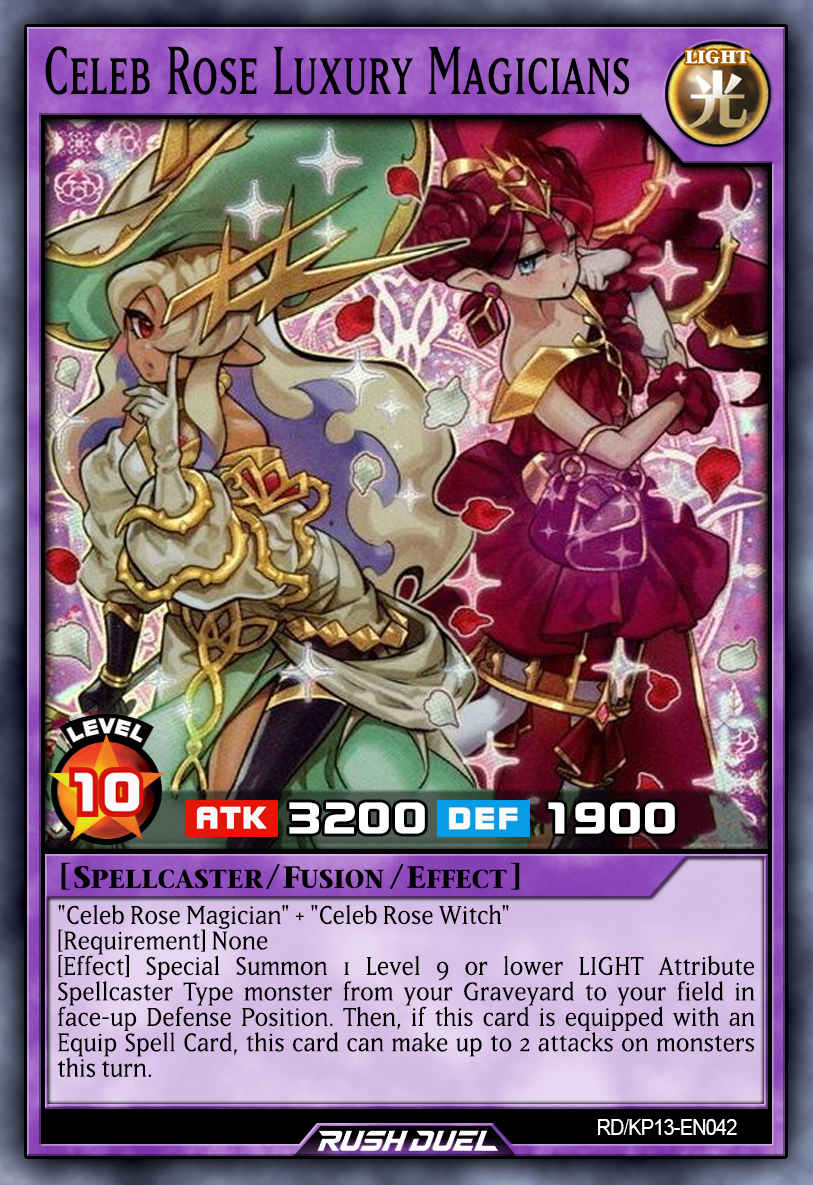 CELEB ROSE LUXURY MAGICIANS
LIGHT
光
LEVEL
10
ATK 3200 DEF 1900
[SPELLCASTER/FUSION/EFFECT]
"Celeb Rose Magician" + "Celeb Rose Witch"
[Requirement] None
[Effect] Special Summon 1 Level 9 or lower LIGHT Attribute
Spellcaster Type monster from your Graveyard to your field in
face-up Defense Position. Then, if this card is equipped with an
Equip Spell Card, this card can make up to 2 attacks on monsters
this turn.
RD/KP13-EN042
RUSH DUEL